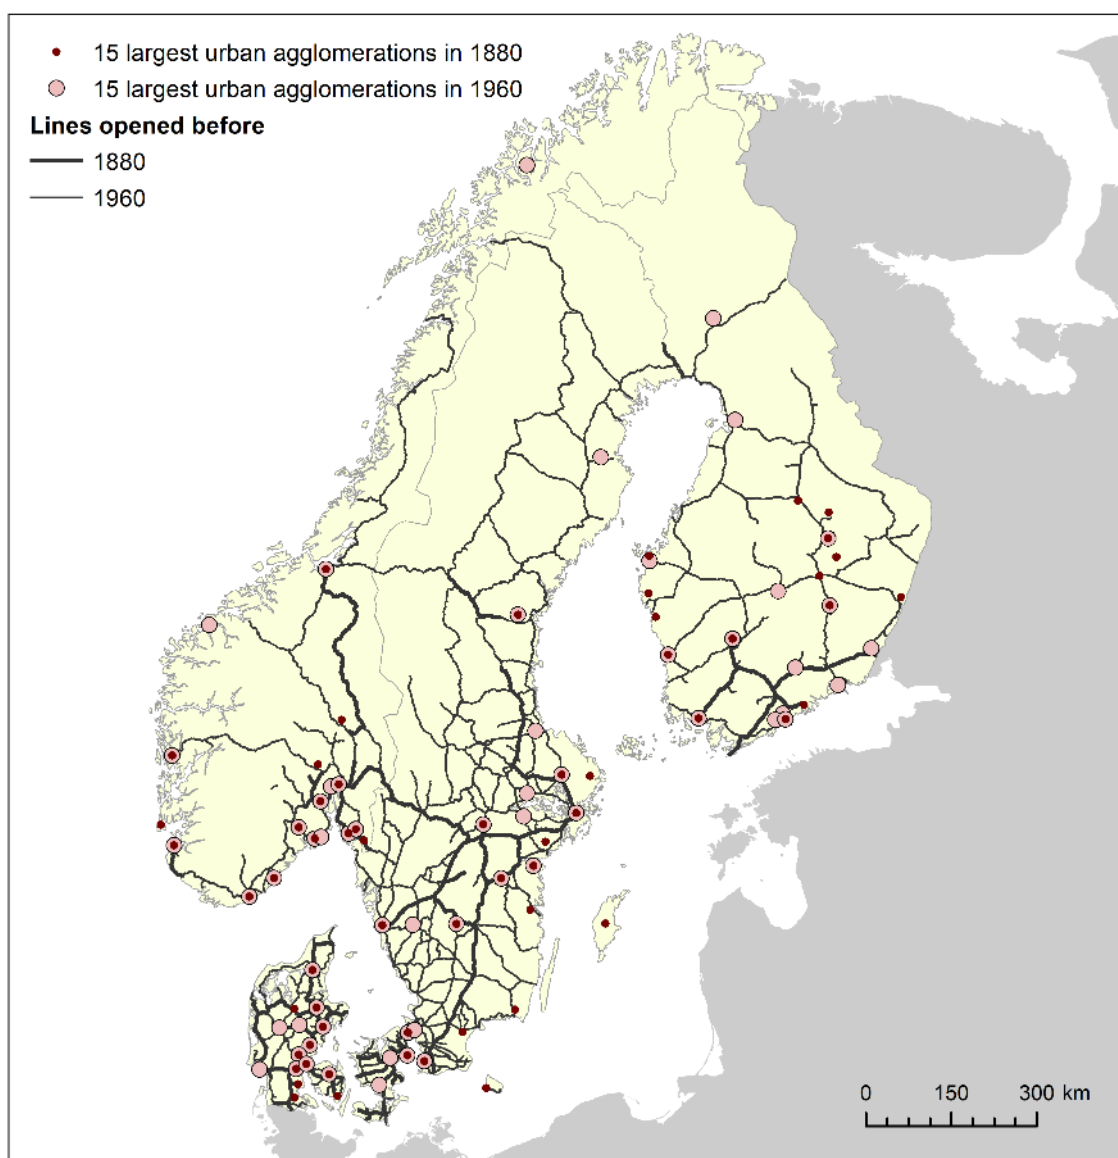 15 largest urban agglomerations in 1880
15 largest urban agglomerations in 1960
Lines opened before
1880
1960
0 150 300 km